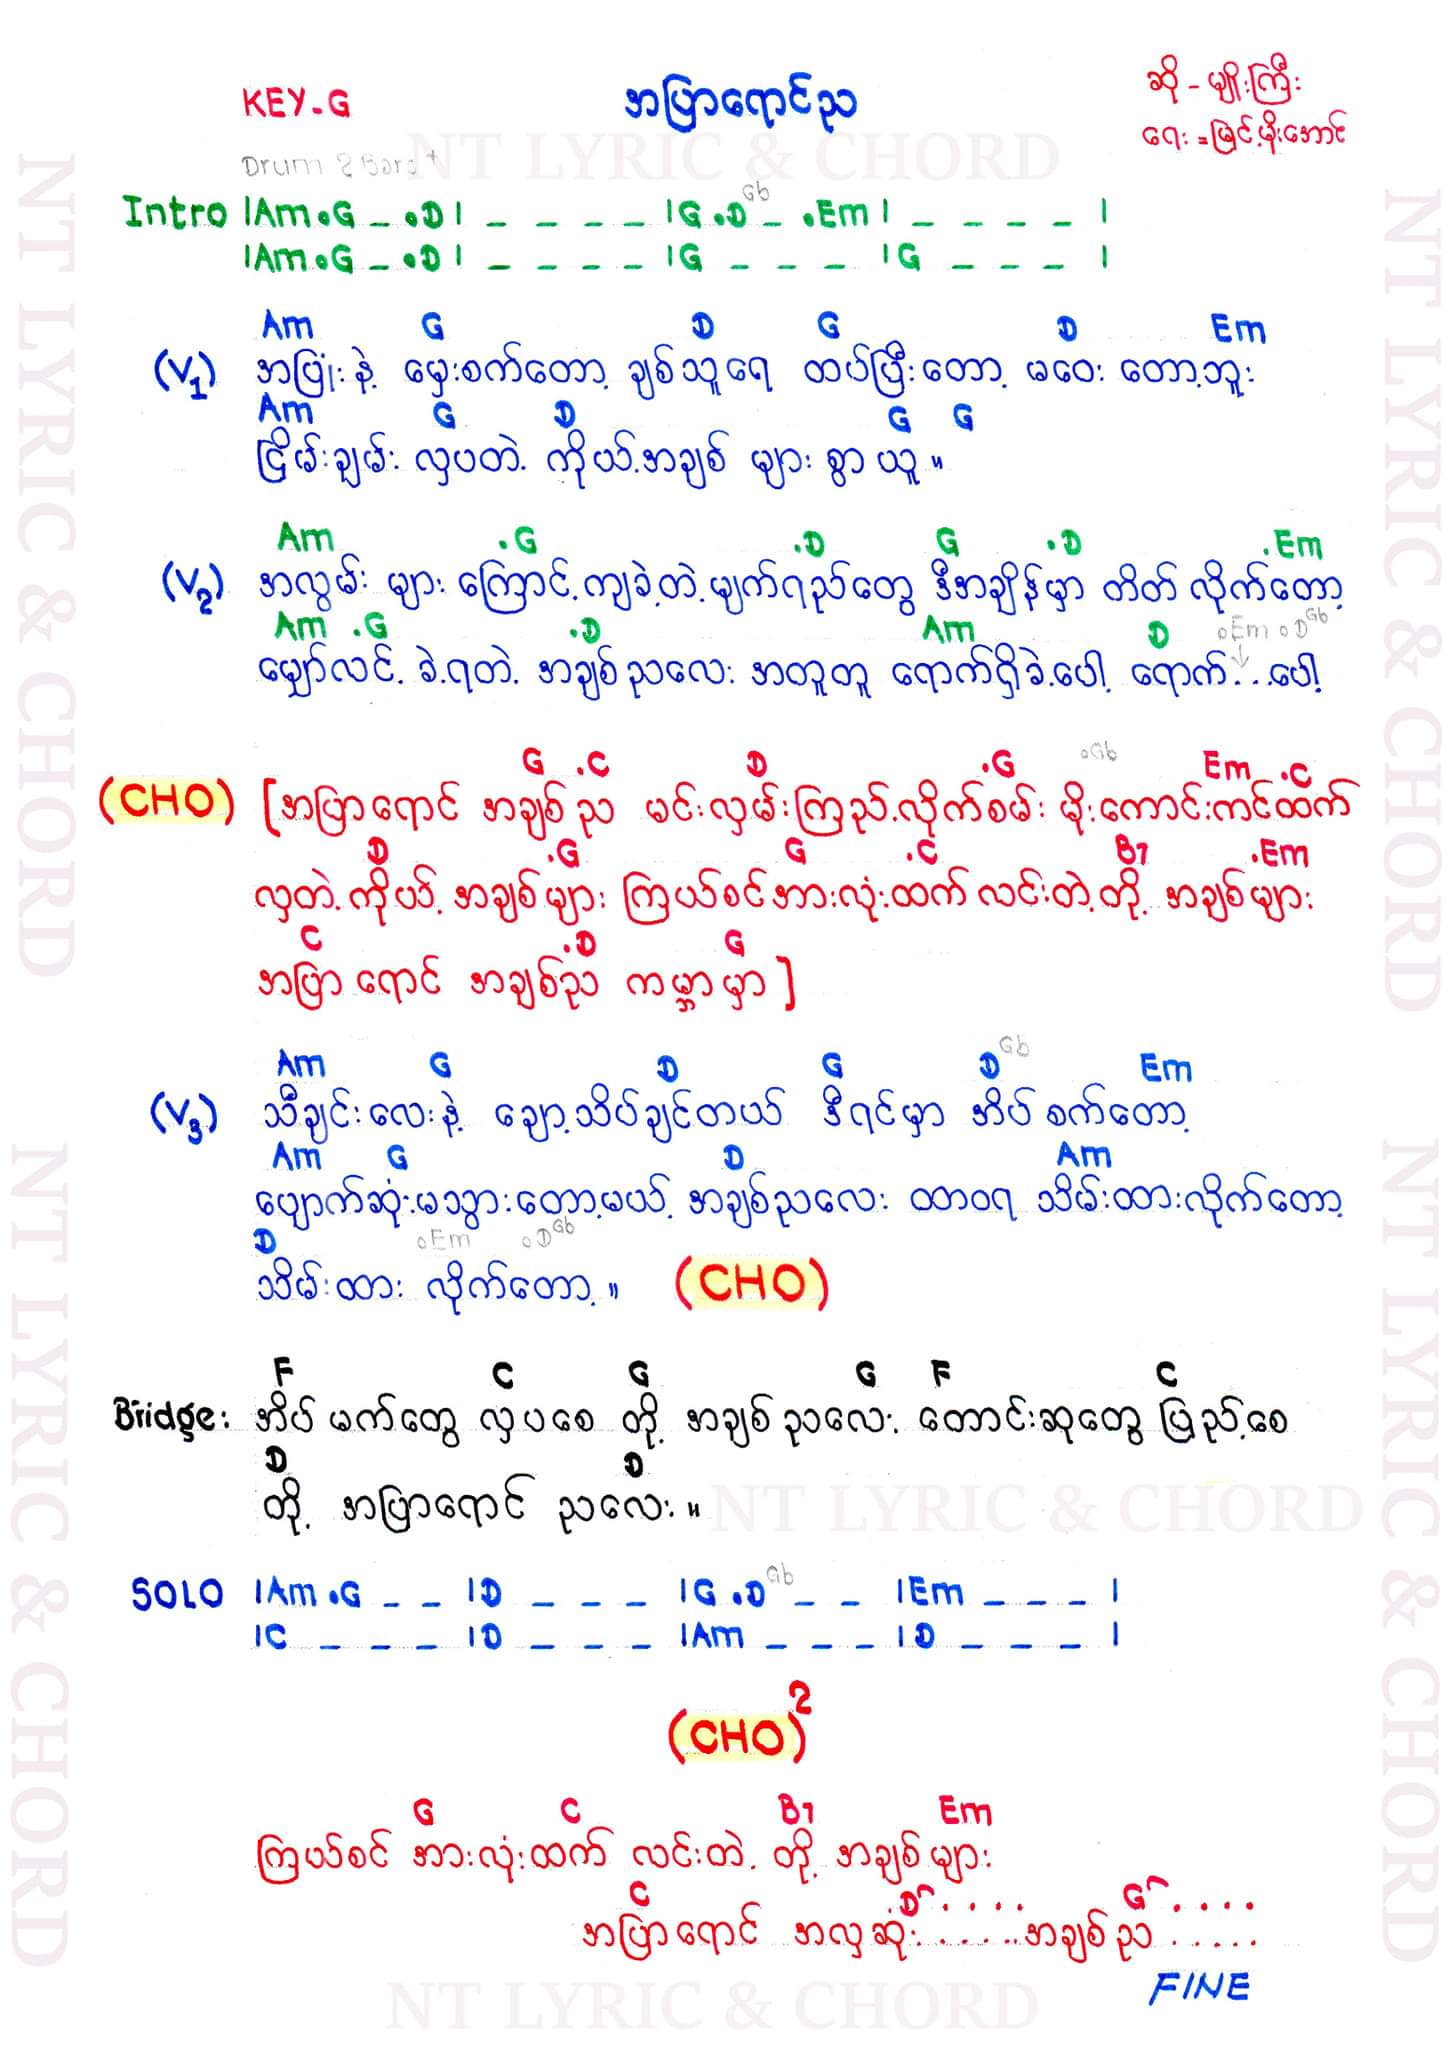 KEY-G
အပြာရောင်ည
ဆို - မျိုးကြီး
ရေး = မြင့်မိုးအောင်
Drum 2 Bars +
NT LYRIC & CHORD
Intro |Am .G _ .D| _ _ _ _ |G .D Gb _ .Em| _ _ _ _ |
|Am .G _ .D| _ _ _ _ |G _ _ _ |G _ _ _ |
Am G D G D Em
(V1) အပြုံးနဲ့ မှေးစက်တော့ ချစ်သူရေ ထပ်ပြီးတော့ မဝေး တော့ဘူး
Am G D G G
ငြိမ်းချမ်း လှပတဲ့ ကိုယ့်အချစ် များ စွာ ယူ။
Am .G .D G .D .Em
(V2) အလွမ်း များ ကြောင့်ကျခဲ့တဲ့မျက်ရည်တွေ ဒီအချိန်မှာ တိတ် လိုက်တော့
Am .G .D Am D .Em .D Gb
မျှော်လင့် ခဲ့ရတဲ့ အချစ်ညလေး အတူတူ ရောက်ရှိခဲ့ပေါ့ ရောက်...ပေါ့
G .C D .G .Gb Em .C
(CHO) [အပြာရောင် အချစ်ည မင်းလှမ်းကြည့်လိုက်စမ်း မိုးကောင်းကင်ထက်
D .G G .C B7 .Em
လှတဲ့ကိုယ့် အချစ်များ ကြယ်စင်အားလုံးထက် လင်းတဲ့တို့ အချစ်များ
C .D G
အပြာ ရောင် အချစ်ည ကမ္ဘာမှာ]
Am G D G D Gb Em
(V3) သီချင်းလေးနဲ့ ချော့သိပ်ချင်တယ် ဒီရင်မှာ အိပ် စက်တော့
Am G D Am
ပျောက်ဆုံးမသွားတော့မယ့် အချစ်ညလေး ထာဝရ သိမ်းထားလိုက်တော့
D .Em .D Gb
သိမ်းထား လိုက်တော့။ (CHO)
F C G G F C
Bridge: အိပ် မက်တွေ လှပစေ တို့ အချစ်ညလေး တောင်းဆုတွေ ပြည့်စေ
D D
တို့ အပြာရောင် ညလေး။
NT LYRIC & CHORD
SOLO |Am .G _ _ |D _ _ _ |G .D Gb _ _ |Em _ _ _ |
|C _ _ _ |D _ _ _ |Am _ _ _ |D _ _ _ |
(CHO)2
G C B7 Em
ကြယ်စင် အားလုံးထက် လင်းတဲ့ တို့ အချစ်များ
C D .... G ....
အပြာရောင် အလှဆုံး.....အချစ်ည.....
FINE
NT LYRIC & CHORD
NT LYRIC & CHORD
NT LYRIC & CHORD
NT LYRIC & CHORD
NT LYRIC & CHORD